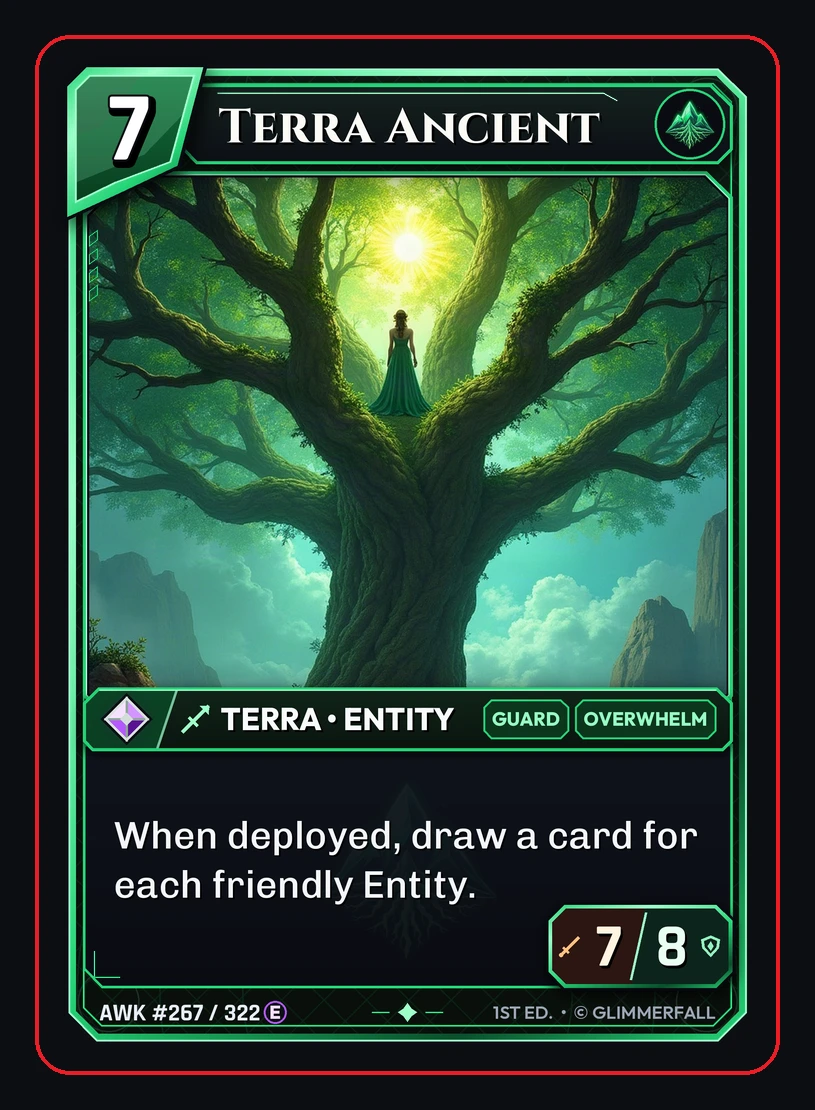 7
TERRA ANCIENT
TERRA • ENTITY GUARD OVERWHELM
When deployed, draw a card for
each friendly Entity.
7 / 8
AWK #267 / 322 E 1ST ED. • © GLIMMERFALL